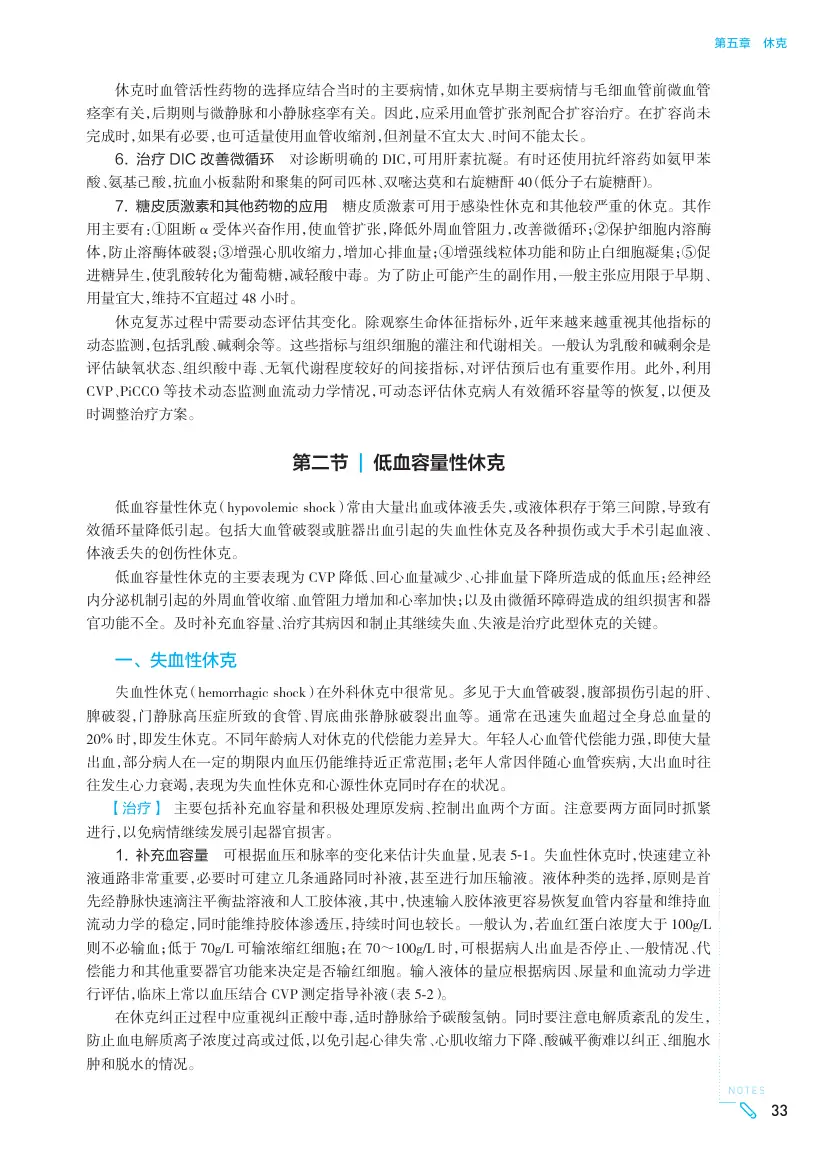 第五章 休克
休克时血管活性药物的选择应结合当时的主要病情，如休克早期主要病情与毛细血管前微血管
痉挛有关，后期则与微静脉和小静脉痉挛有关。因此，应采用血管扩张剂配合扩容治疗。在扩容尚未
完成时，如果有必要，也可适量使用血管收缩剂，但剂量不宜太大、时间不能太长。
6. 治疗 DIC 改善微循环 对诊断明确的 DIC，可用肝素抗凝。有时还使用抗纤溶药如氨甲苯
酸、氨基己酸，抗血小板黏附和聚集的阿司匹林、双嘧达莫和右旋糖酐 40（低分子右旋糖酐）。
7. 糖皮质激素和其他药物的应用 糖皮质激素可用于感染性休克和其他较严重的休克。其作
用主要有：①阻断 α 受体兴奋作用，使血管扩张，降低外周血管阻力，改善微循环；②保护细胞内溶酶
体，防止溶酶体破裂；③增强心肌收缩力，增加心排血量；④增强线粒体功能和防止白细胞凝集；⑤促
进糖异生，使乳酸转化为葡萄糖，减轻酸中毒。为了防止可能产生的副作用，一般主张应用限于早期、
用量宜大，维持不宜超过 48 小时。
休克复苏过程中需要动态评估其变化。除观察生命体征指标外，近年来越来越重视其他指标的
动态监测，包括乳酸、碱剩余等。这些指标与组织细胞的灌注和代谢相关。一般认为乳酸和碱剩余是
评估缺氧状态、组织酸中毒、无氧代谢程度较好的间接指标，对评估预后也有重要作用。此外，利用
CVP、PiCCO 等技术动态监测血流动力学情况，可动态评估休克病人有效循环容量等的恢复，以便及
时调整治疗方案。
第二节 | 低血容量性休克
低血容量性休克（hypovolemic shock）常由大量出血或体液丢失，或液体积存于第三间隙，导致有
效循环量降低引起。包括大血管破裂或脏器出血引起的失血性休克及各种损伤或大手术引起血液、
体液丢失的创伤性休克。
低血容量性休克的主要表现为 CVP 降低、回心血量减少、心排血量下降所造成的低血压；经神经
内分泌机制引起的外周血管收缩、血管阻力增加和心率加快；以及由微循环障碍造成的组织损害和器
官功能不全。及时补充血容量、治疗其病因和制止其继续失血、失液是治疗此型休克的关键。
一、失血性休克
失血性休克（hemorrhagic shock）在外科休克中很常见。多见于大血管破裂，腹部损伤引起的肝、
脾破裂，门静脉高压症所致的食管、胃底曲张静脉破裂出血等。通常在迅速失血超过全身总血量的
20% 时，即发生休克。不同年龄病人对休克的代偿能力差异大。年轻人心血管代偿能力强，即使大量
出血，部分病人在一定的期限内血压仍能维持近正常范围；老年人常因伴随心血管疾病，大出血时往
往发生心力衰竭，表现为失血性休克和心源性休克同时存在的状况。
【治疗】 主要包括补充血容量和积极处理原发病、控制出血两个方面。注意要两方面同时抓紧
进行，以免病情继续发展引起器官损害。
1. 补充血容量 可根据血压和脉率的变化来估计失血量，见表 5-1。失血性休克时，快速建立补
液通路非常重要，必要时可建立几条通路同时补液，甚至进行加压输液。液体种类的选择，原则是首
先经静脉快速滴注平衡盐溶液和人工胶体液，其中，快速输入胶体液更容易恢复血管内容量和维持血
流动力学的稳定，同时能维持胶体渗透压，持续时间也较长。一般认为，若血红蛋白浓度大于 100g/L
则不必输血；低于 70g/L 可输浓缩红细胞；在 70～100g/L 时，可根据病人出血是否停止、一般情况、代
偿能力和其他重要器官功能来决定是否输红细胞。输入液体的量应根据病因、尿量和血流动力学进
行评估，临床上常以血压结合 CVP 测定指导补液（表 5-2）。
在休克纠正过程中应重视纠正酸中毒，适时静脉给予碳酸氢钠。同时要注意电解质紊乱的发生，
防止血电解质离子浓度过高或过低，以免引起心律失常、心肌收缩力下降、酸碱平衡难以纠正、细胞水
肿和脱水的情况。
NOTES
33